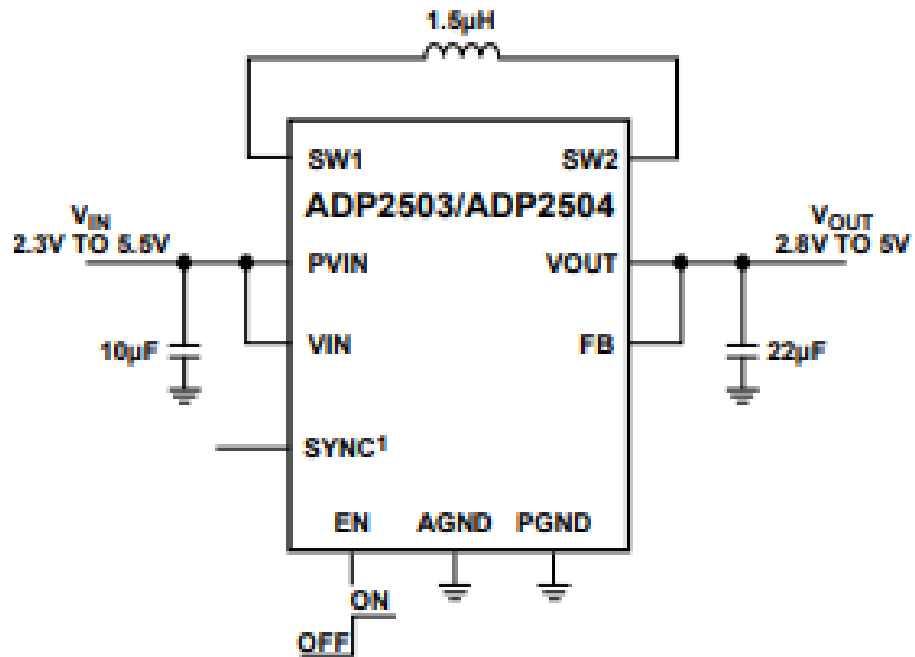 1.5µH
SW1 SW2
ADP2503/ADP2504
VIN
2.3V TO 5.5V
VOUT
2.8V TO 5V
PVIN VOUT
10µF
VIN FB
22µF
SYNC1
EN AGND PGND
ON
OFF